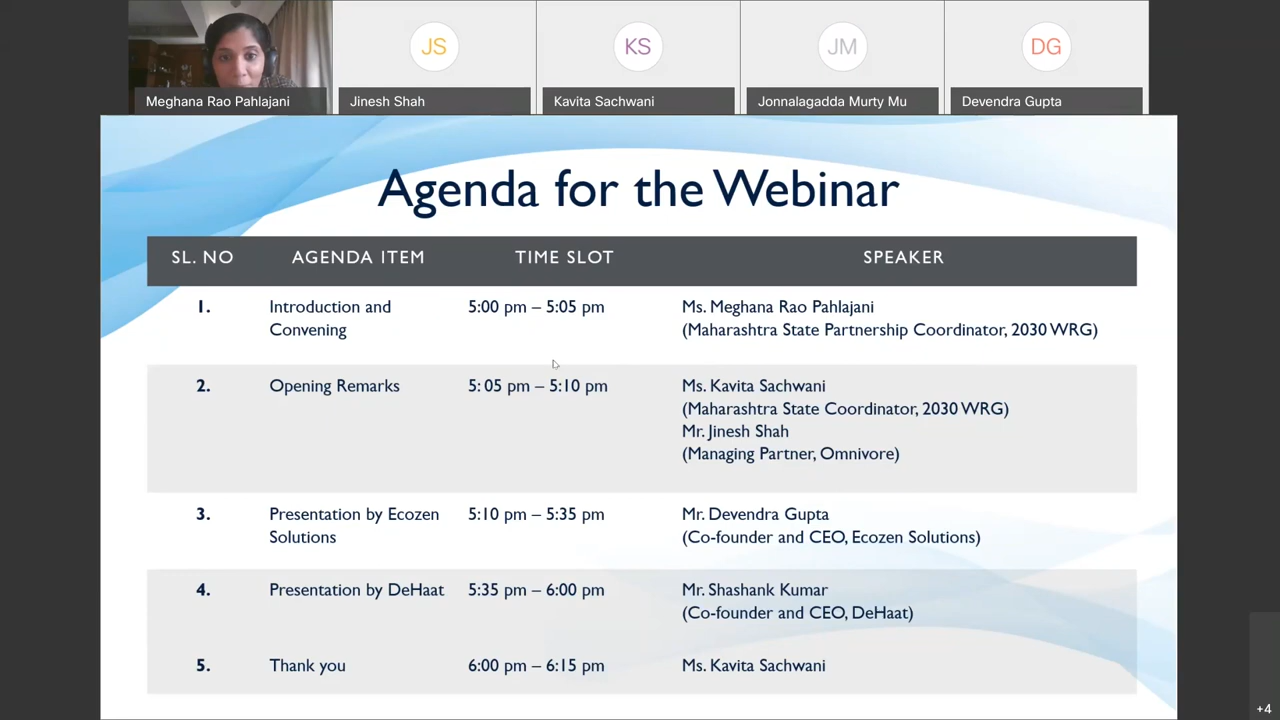 JS
KS
JM
DG
Meghana Rao Pahlajani
Jinesh Shah
Kavita Sachwani
Jonnalagadda Murty Mu
Devendra Gupta
Agenda for the Webinar
SL. NO AGENDA ITEM TIME SLOT SPEAKER
1. Introduction and 5:00 pm – 5:05 pm Ms. Meghana Rao Pahlajani
Convening (Maharashtra State Partnership Coordinator, 2030 WRG)
2. Opening Remarks 5: 05 pm – 5:10 pm Ms. Kavita Sachwani
(Maharashtra State Coordinator, 2030 WRG)
Mr. Jinesh Shah
(Managing Partner, Omnivore)
3. Presentation by Ecozen 5:10 pm – 5:35 pm Mr. Devendra Gupta
Solutions (Co-founder and CEO, Ecozen Solutions)
4. Presentation by DeHaat 5:35 pm – 6:00 pm Mr. Shashank Kumar
(Co-founder and CEO, DeHaat)
5. Thank you 6:00 pm – 6:15 pm Ms. Kavita Sachwani
+4